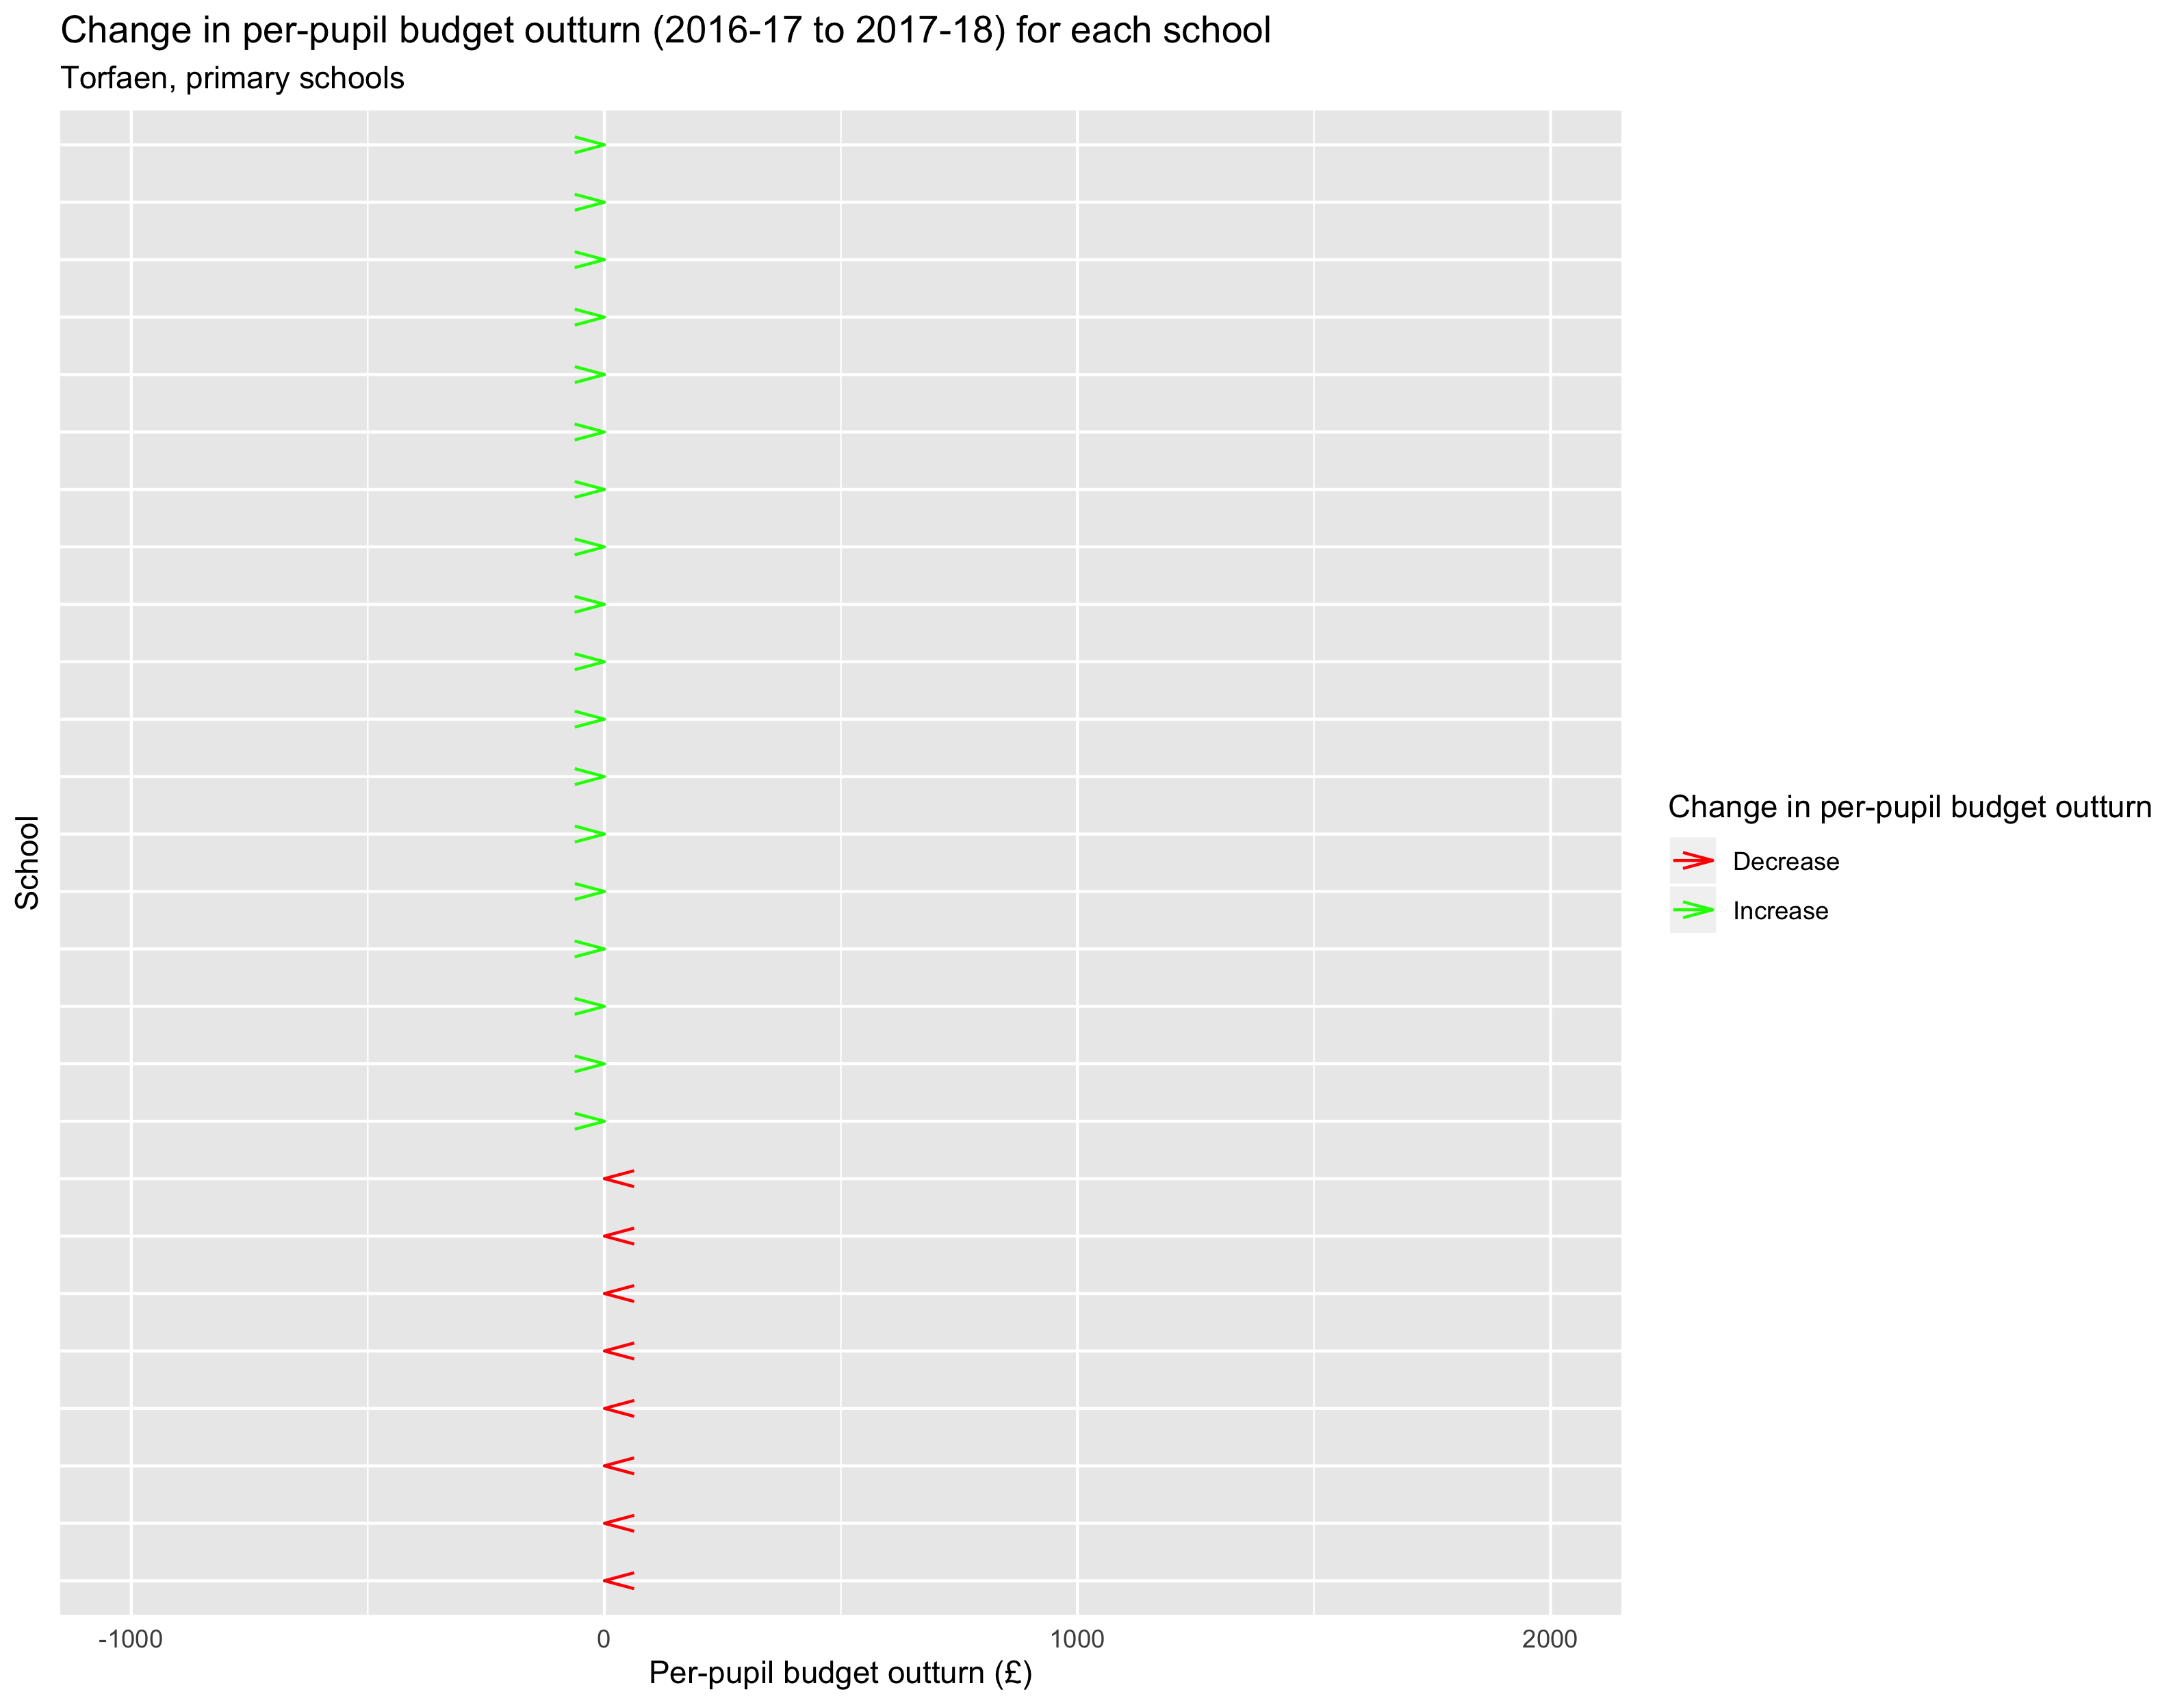 Change in per-pupil budget outturn (2016-17 to 2017-18) for each school
Torfaen, primary schools
School
Change in per-pupil budget outturn
Decrease
Increase
-1000 0 1000 2000
Per-pupil budget outturn (£)